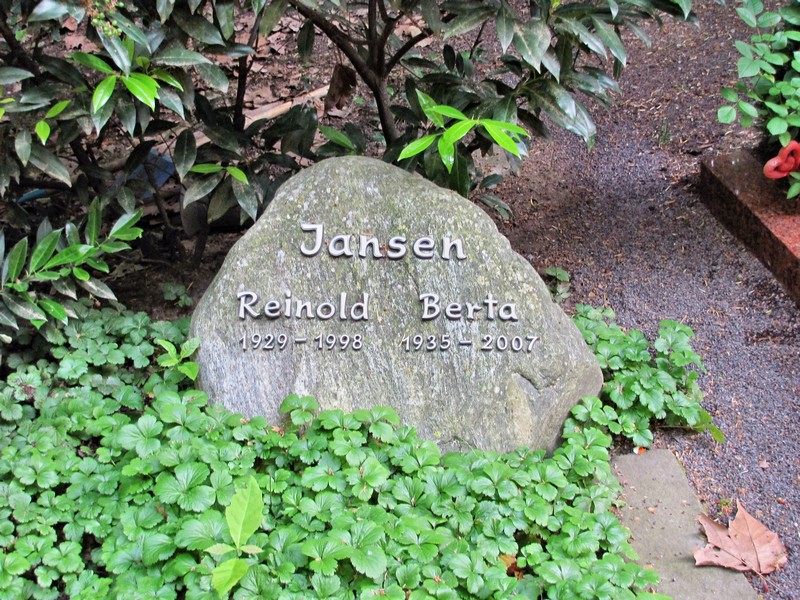 Jansen
Reinold Berta
1929 – 1998 1935 – 2007